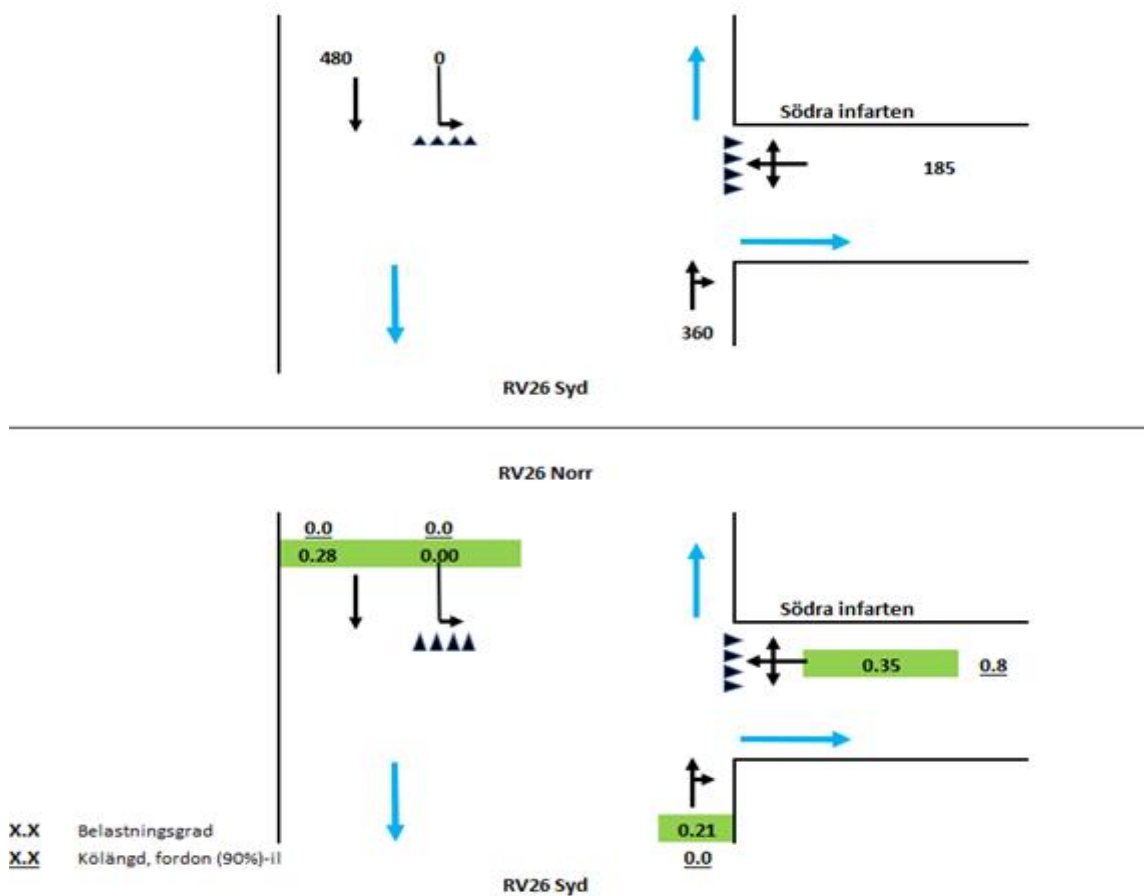 480 0
Södra infarten
185
360
RV26 Syd
RV26 Norr
0.0 0.0
0.28 0.00
Södra infarten
0.35 0.8
X.X Belastningsgrad
0.21
X.X Kölängd, fordon (90%)-il
0.0
RV26 Syd